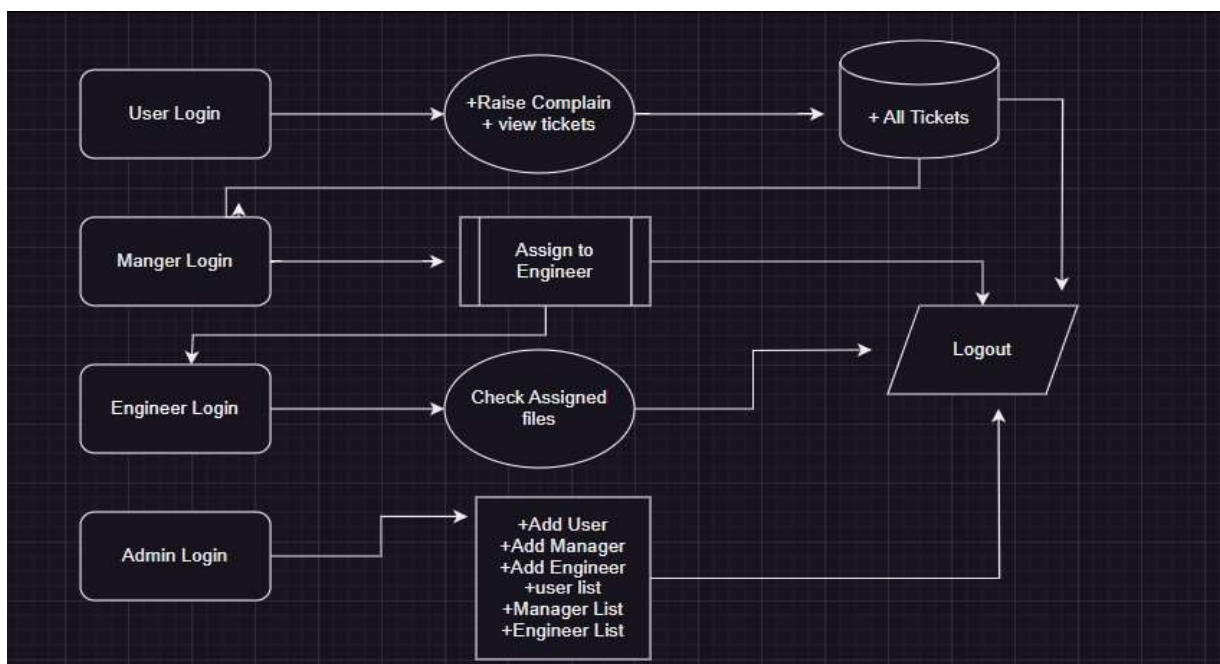 User Login
+Raise Complain
+ view tickets
+ All Tickets
Manger Login
Assign to
Engineer
Logout
Engineer Login
Check Assigned
files
Admin Login
+Add User
+Add Manager
+Add Engineer
+user list
+Manager List
+Engineer List